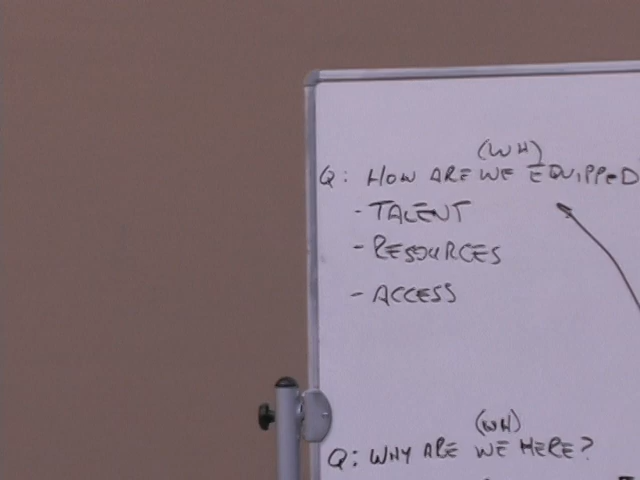 (WH)
Q: HOW ARE WE EQUIPPED
- TALENT
- RESOURCES
- ACCESS
(WH)
Q: WHY ARE WE HERE?